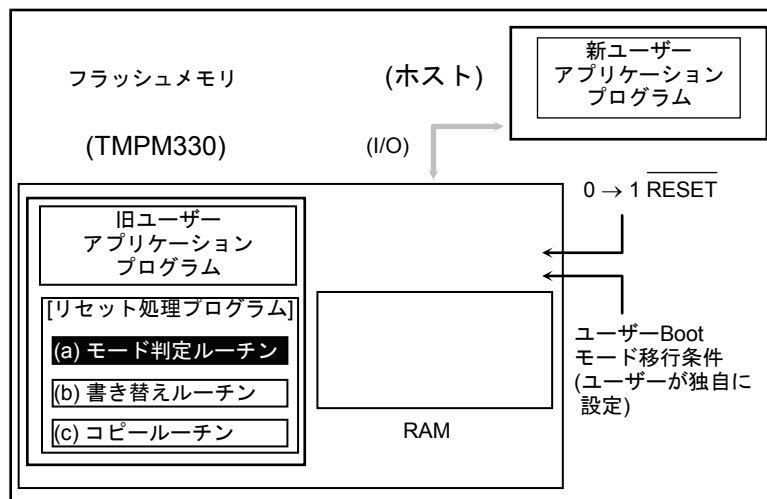 フラッシュメモリ
(ホスト)
新ユーザー
アプリケーション
プログラム
(TMPM330)
(I/O)
0 → 1 RESET
旧ユーザー
アプリケーション
プログラム
[リセット処理プログラム]
(a) モード判定ルーチン
(b) 書き替えルーチン
(c) コピールーチン
RAM
ユーザーBoot
モード移行条件
(ユーザーが独自に
設定)